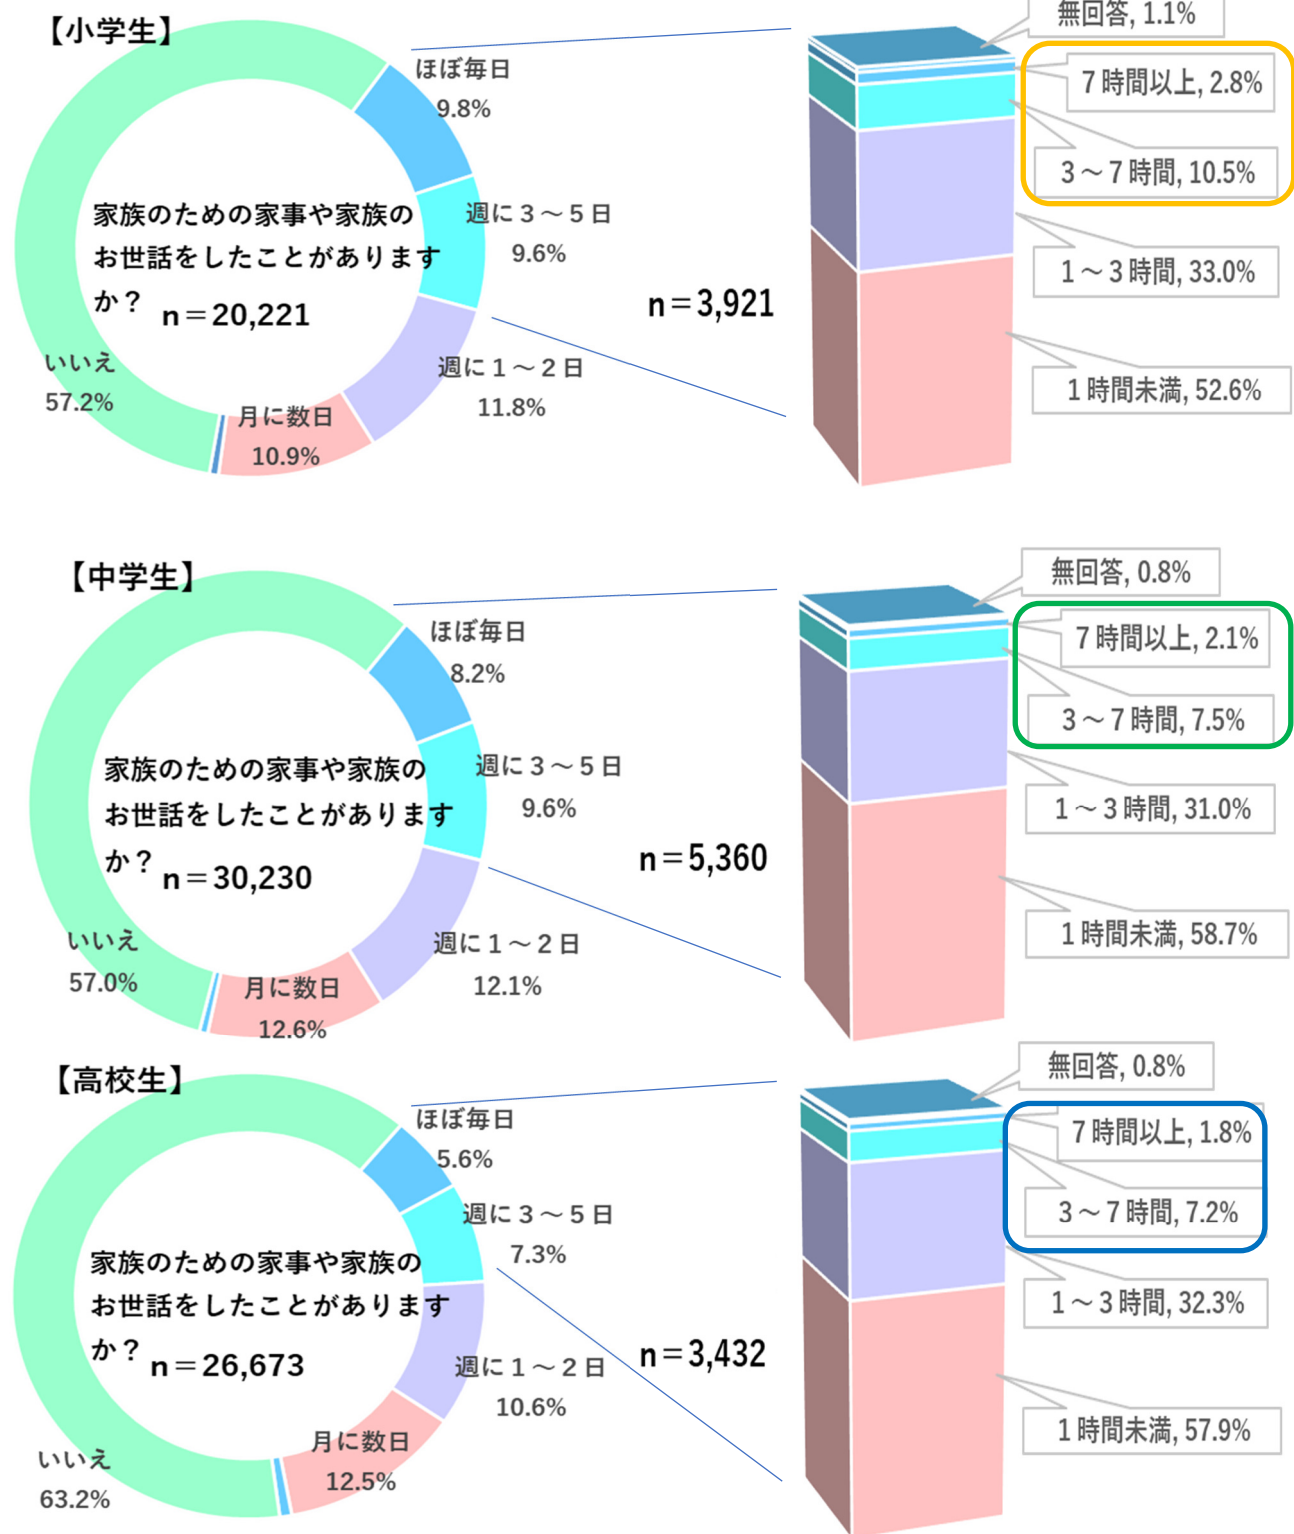 【小学生】
ほぼ毎日
9.8%
週に３～５日
9.6%
週に１～２日
11.8%
月に数日
10.9%
いいえ
57.2%
家族のための家事や家族の
お世話をしたことがあります
か？ n＝20,221
n＝3,921
無回答, 1.1%
７時間以上, 2.8%
３～７時間, 10.5%
１～３時間, 33.0%
１時間未満, 52.6%
【中学生】
ほぼ毎日
8.2%
週に３～５日
9.6%
週に１～２日
12.1%
月に数日
12.6%
いいえ
57.0%
家族のための家事や家族の
お世話をしたことがあります
か？ n＝30,230
n＝5,360
無回答, 0.8%
７時間以上, 2.1%
３～７時間, 7.5%
１～３時間, 31.0%
１時間未満, 58.7%
【高校生】
ほぼ毎日
5.6%
週に３～５日
7.3%
週に１～２日
10.6%
月に数日
12.5%
いいえ
63.2%
家族のための家事や家族の
お世話をしたことがあります
か？ n＝26,673
n＝3,432
無回答, 0.8%
７時間以上, 1.8%
３～７時間, 7.2%
１～３時間, 32.3%
１時間未満, 57.9%